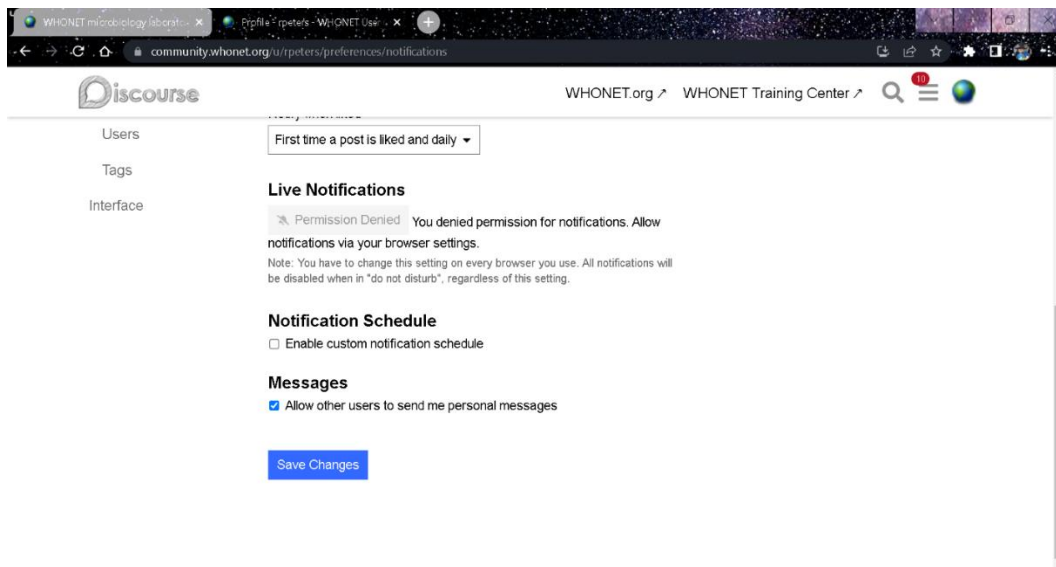 WHONET microbiology laborato
Profile - rpeters - WHONET User
community.whonet.org/u/rpeters/preferences/notifications
Discourse
WHONET.org WHONET Training Center
10
Users
Tags
Interface
First time a post is liked and daily
Live Notifications
Permission Denied You denied permission for notifications. Allow
notifications via your browser settings.
Note: You have to change this setting on every browser you use. All notifications will
be disabled when in "do not disturb", regardless of this setting.
Notification Schedule
Enable custom notification schedule
Messages
Allow other users to send me personal messages
Save Changes